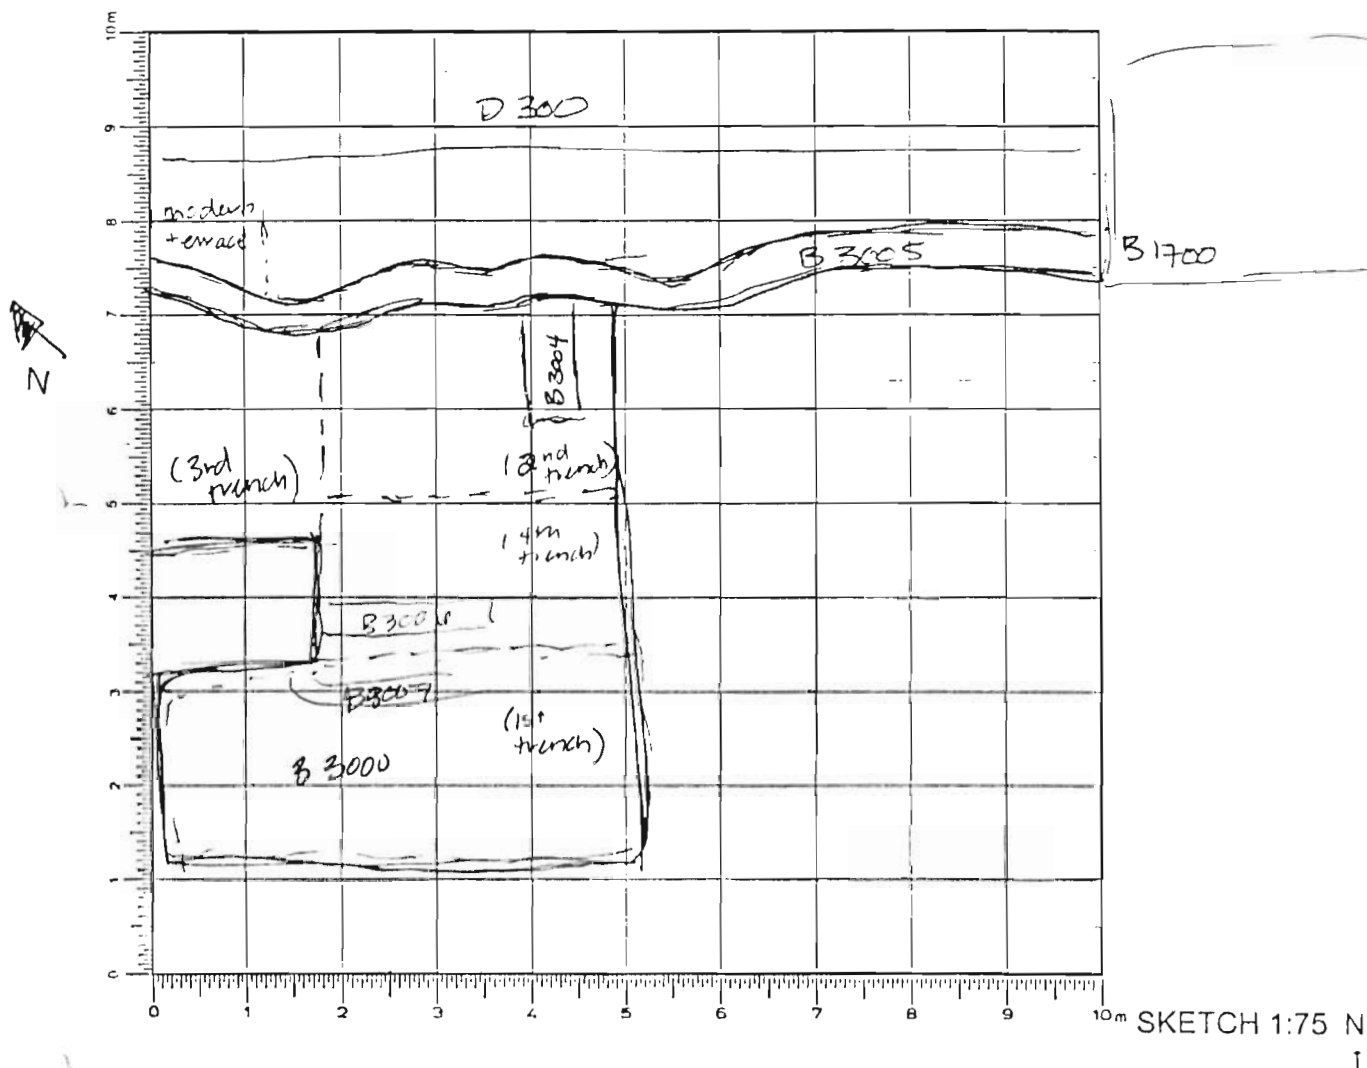 10m
D 300
9
modern
terrace
8
B 3005
B 1700
7
N
B 3004
6
(3rd
trench)
(2nd
trench)
5
(4th
trench)
4
B3006
3
B3007
(1st
trench)
B 3000
2
1
0
0 1 2 3 4 5 6 7 8 9 10m
SKETCH 1:75 N